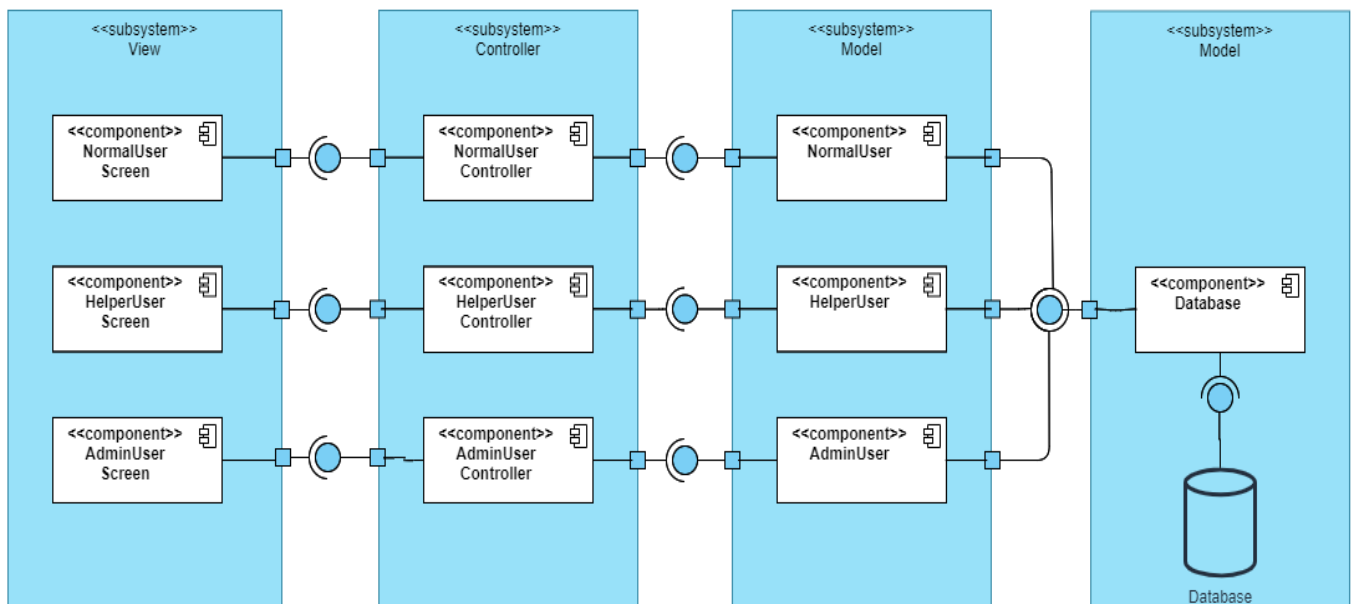 <<subsystem>>
View
<<component>>
NormalUser
Screen
<<component>>
HelperUser
Screen
<<component>>
AdminUser
Screen
<<subsystem>>
Controller
<<component>>
NormalUser
Controller
<<component>>
HelperUser
Controller
<<component>>
AdminUser
Controller
<<subsystem>>
Model
<<component>>
NormalUser
<<component>>
HelperUser
<<component>>
AdminUser
<<subsystem>>
Model
<<component>>
Database
Database